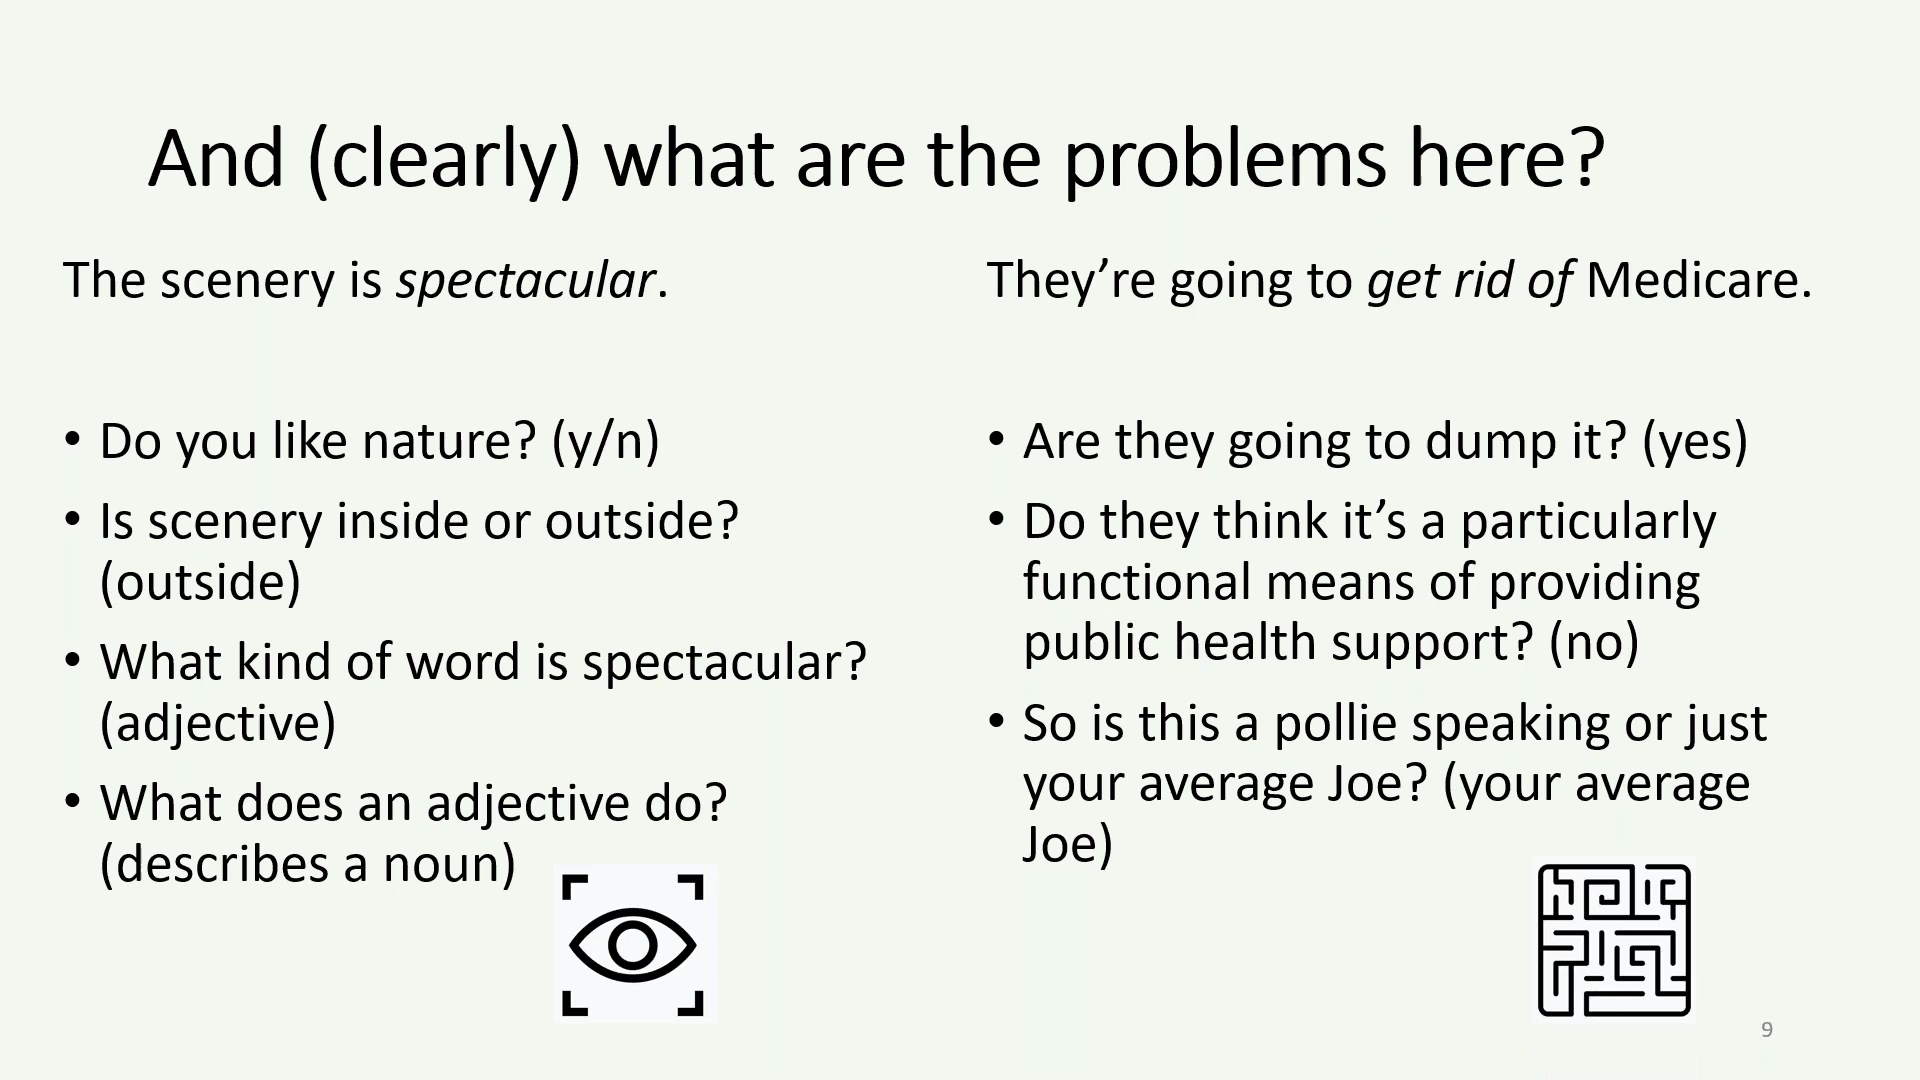 And (clearly) what are the problems here?
The scenery is spectacular.
• Do you like nature? (y/n)
• Is scenery inside or outside?
(outside)
• What kind of word is spectacular?
(adjective)
• What does an adjective do?
(describes a noun)
They’re going to get rid of Medicare.
• Are they going to dump it? (yes)
• Do they think it’s a particularly
functional means of providing
public health support? (no)
• So is this a pollie speaking or just
your average Joe? (your average
Joe)
9